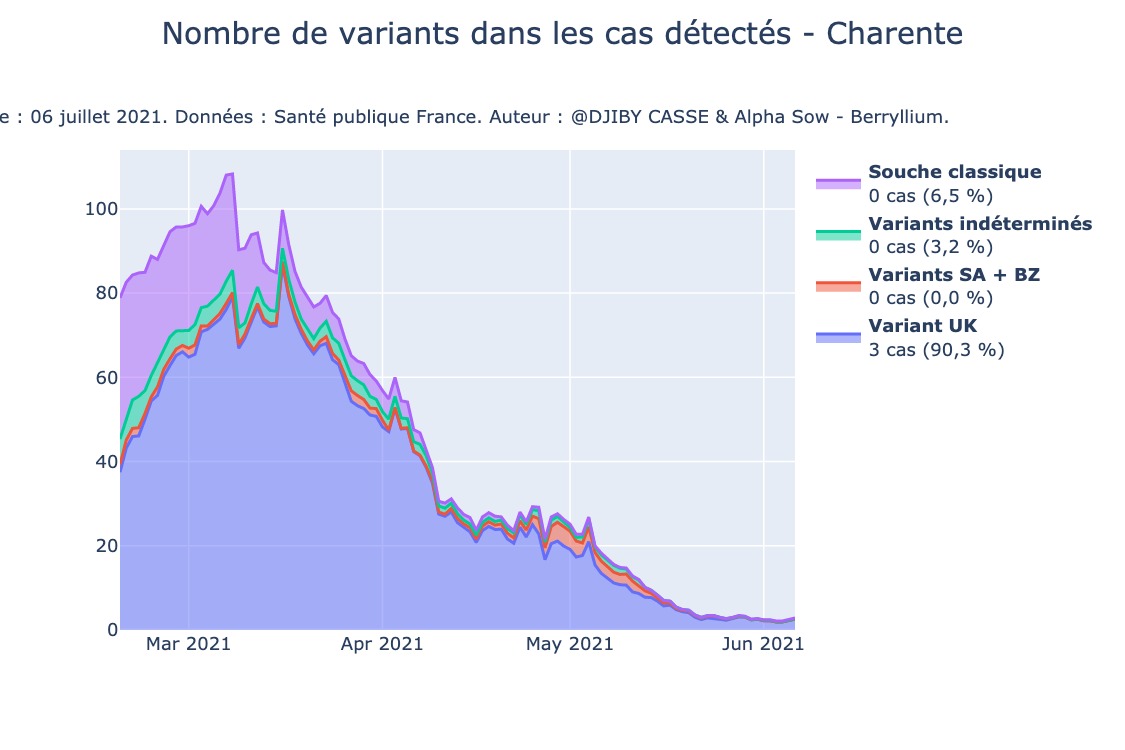 Nombre de variants dans les cas détectés - Charente
e : 06 juillet 2021. Données : Santé publique France. Auteur : @DJIBY CASSE & Alpha Sow - Berryllium.
Souche classique
0 cas (6,5 %)
Variants indéterminés
0 cas (3,2 %)
Variants SA + BZ
0 cas (0,0 %)
Variant UK
3 cas (90,3 %)
100
80
60
40
20
0
Mar 2021 Apr 2021 May 2021 Jun 2021